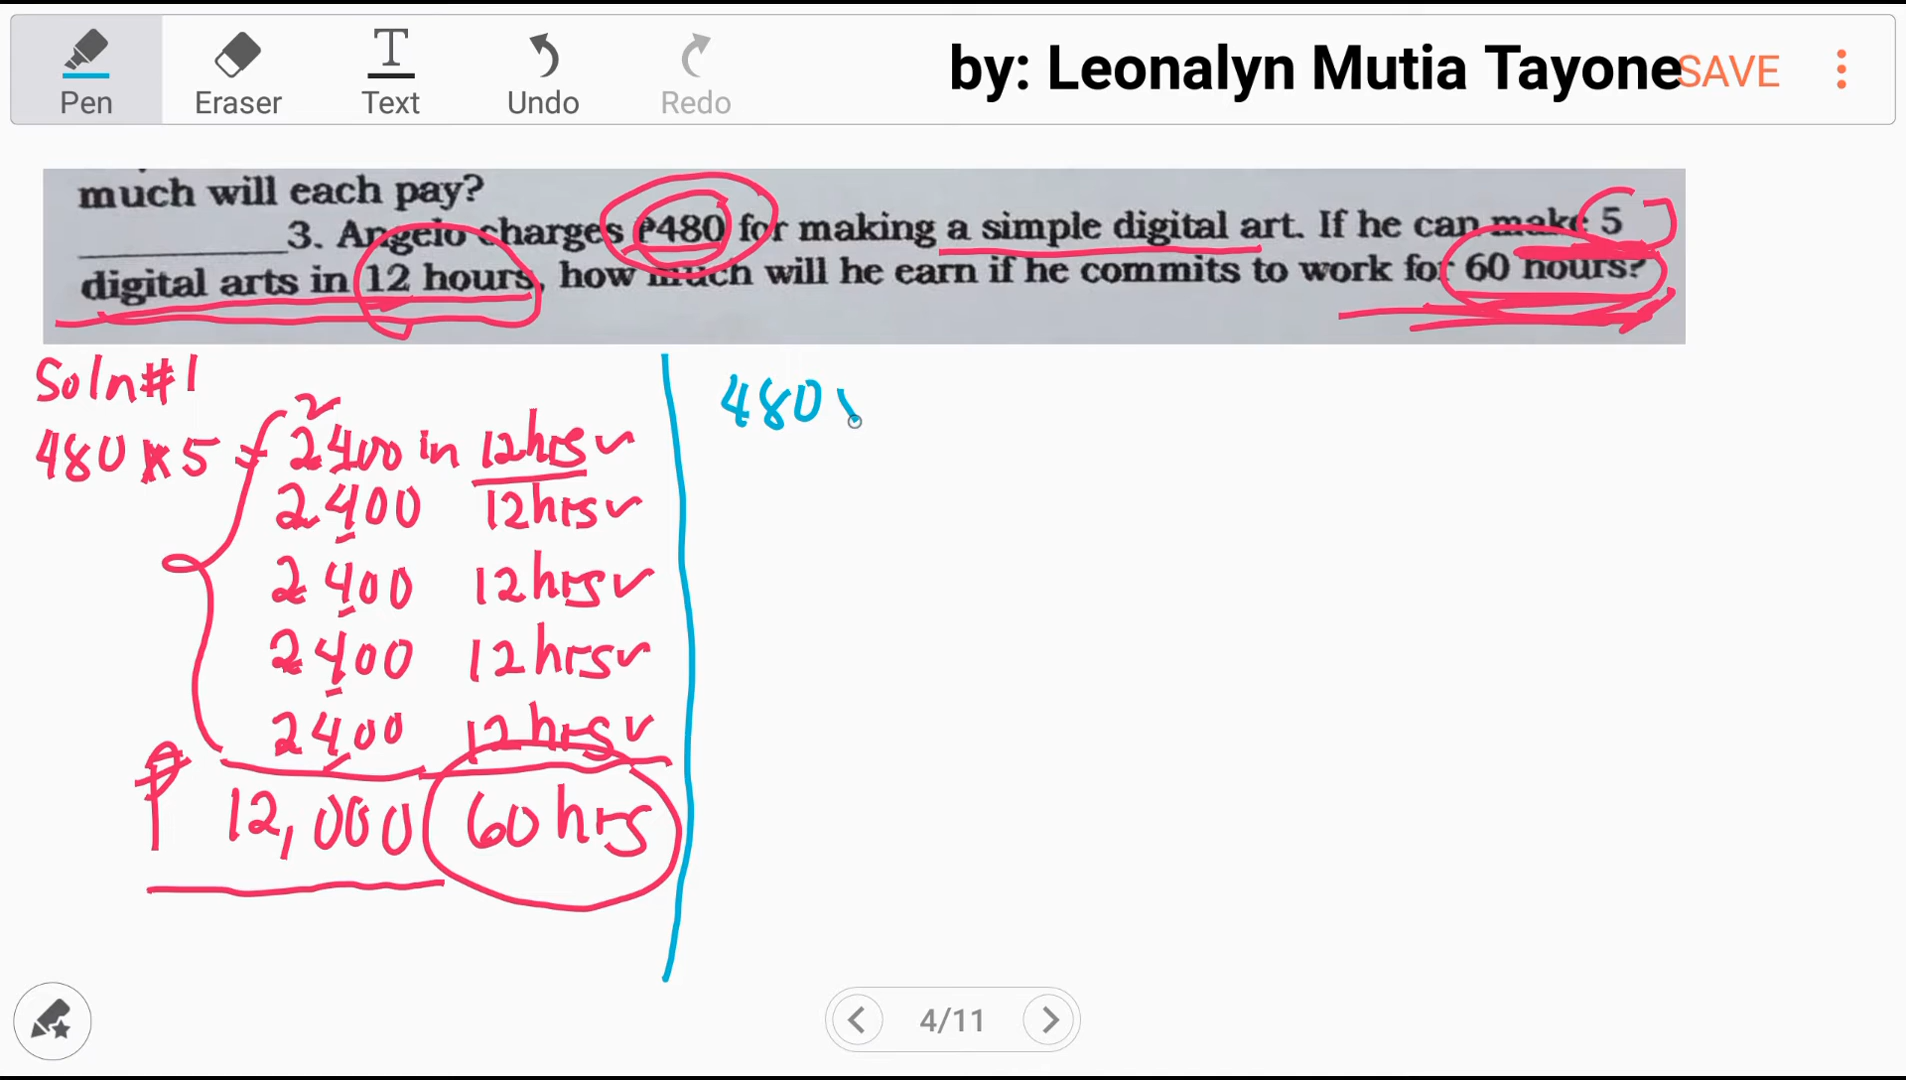 Pen Eraser Text Undo Redo by: Leonalyn Mutia Tayone SAVE
much will each pay?
________3. Angelo charges ₱480 for making a simple digital art. If he can make 5
digital arts in 12 hours, how much will he earn if he commits to work for 60 hours?
Soln#1
2
480 x 5 = 2400 in 12hrs
2400 12hrs
2400 12hrs
2400 12hrs
2400 12hrs
₱ 12,000 60hrs
480
4/11